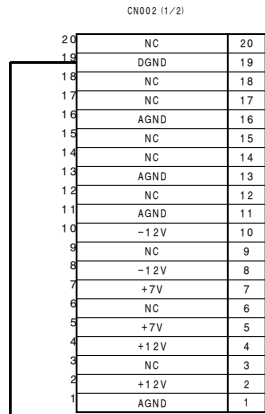 CN002 (1/2)
20 NC 20
19 DGND 19
18 NC 18
17 NC 17
16 AGND 16
15 NC 15
14 NC 14
13 AGND 13
12 NC 12
11 AGND 11
10 −12V 10
9 NC 9
8 −12V 8
7 +7V 7
6 NC 6
5 +7V 5
4 +12V 4
3 NC 3
2 +12V 2
1 AGND 1